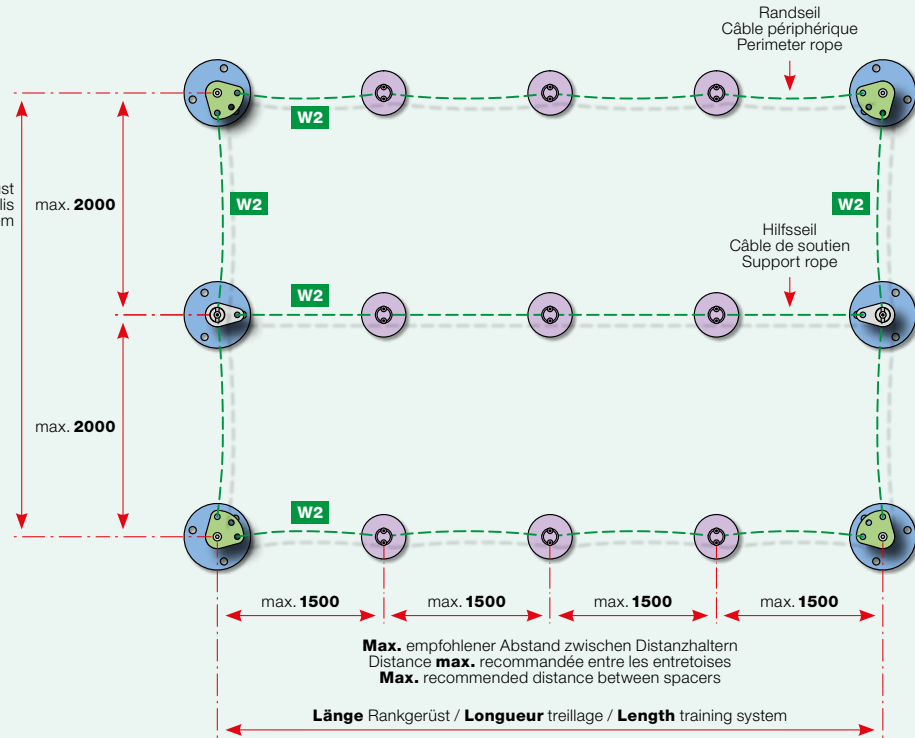 Randseil
Câble périphérique
Perimeter rope
W2
max. 2000
W2
W2
Hilfsseil
Câble de soutien
Support rope
W2
max. 2000
W2
max. 1500
max. 1500
max. 1500
max. 1500
Max. empfohlener Abstand zwischen Distanzhaltern
Distance max. recommandée entre les entretoises
Max. recommended distance between spacers
Länge Rankgerüst / Longueur treillage / Length training system